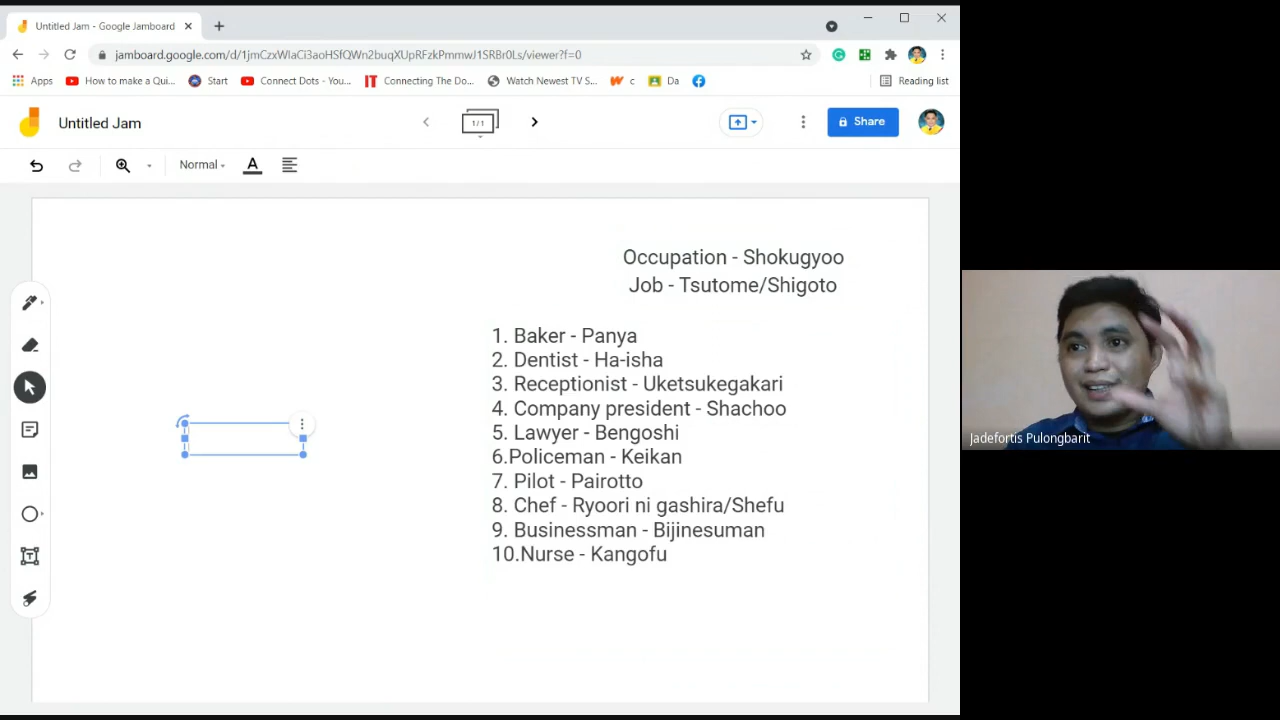 Untitled Jam - Google Jamboard
jamboard.google.com/d/1jmCzxWIaCi3aoHSfQWn2buqXUpRFzkPmmwJ1SRBr0Ls/viewer?f=0
Apps How to make a Qui... Start Connect Dots - You... Connecting The Do... Watch Newest TV S... c Da Reading list
Untitled Jam
1/1
Share
Normal
Occupation - Shokugyoo
Job - Tsutome/Shigoto
1. Baker - Panya
2. Dentist - Ha-isha
3. Receptionist - Uketsukegakari
4. Company president - Shachoo
5. Lawyer - Bengoshi
6.Policeman - Keikan
7. Pilot - Pairotto
8. Chef - Ryoori ni gashira/Shefu
9. Businessman - Bijinesuman
10.Nurse - Kangofu
Jadefortis Pulongbarit